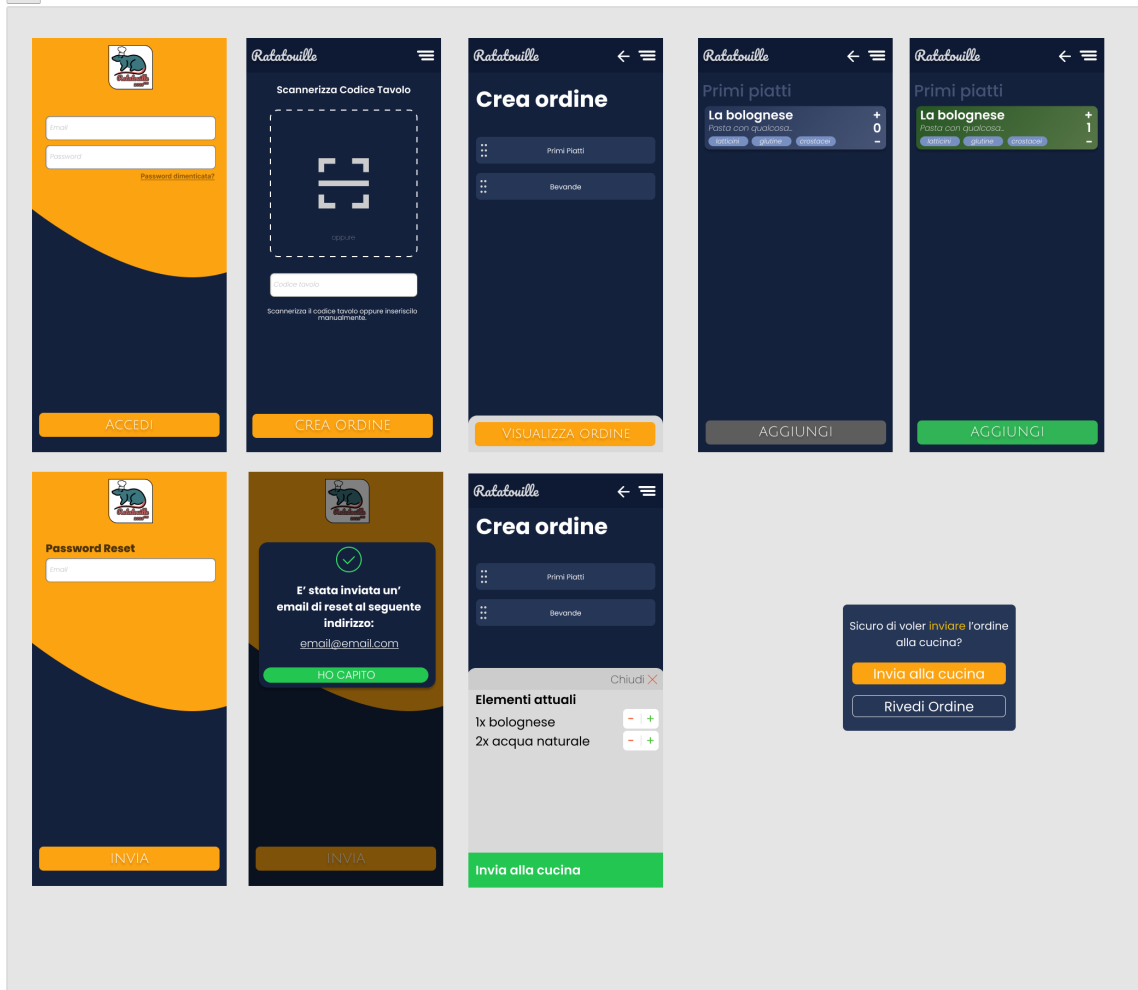 Ratatouille
Email
Password
Password dimenticata?
ACCEDI
Ratatouille
Scannerizza Codice Tavolo
oppure
Codice tavolo
Scannerizza il codice tavolo oppure inseriscilo
manualmente.
CREA ORDINE
Ratatouille
Crea ordine
Primi Piatti
Bevande
VISUALIZZA ORDINE
Ratatouille
Primi piatti
La bolognese
+
Pasta con qualcosa..
0
latticini glutine crostacei
-
AGGIUNGI
Ratatouille
Primi piatti
La bolognese
+
Pasta con qualcosa..
1
latticini glutine crostacei
-
AGGIUNGI
Ratatouille
Password Reset
Email
INVIA
Ratatouille
E' stata inviata un'
email di reset al seguente
indirizzo:
email@email.com
HO CAPITO
INVIA
Ratatouille
Crea ordine
Primi Piatti
Bevande
Chiudi
Elementi attuali
1x bolognese - +
2x acqua naturale - +
Invia alla cucina
Sicuro di voler inviare l'ordine
alla cucina?
Invia alla cucina
Rivedi Ordine